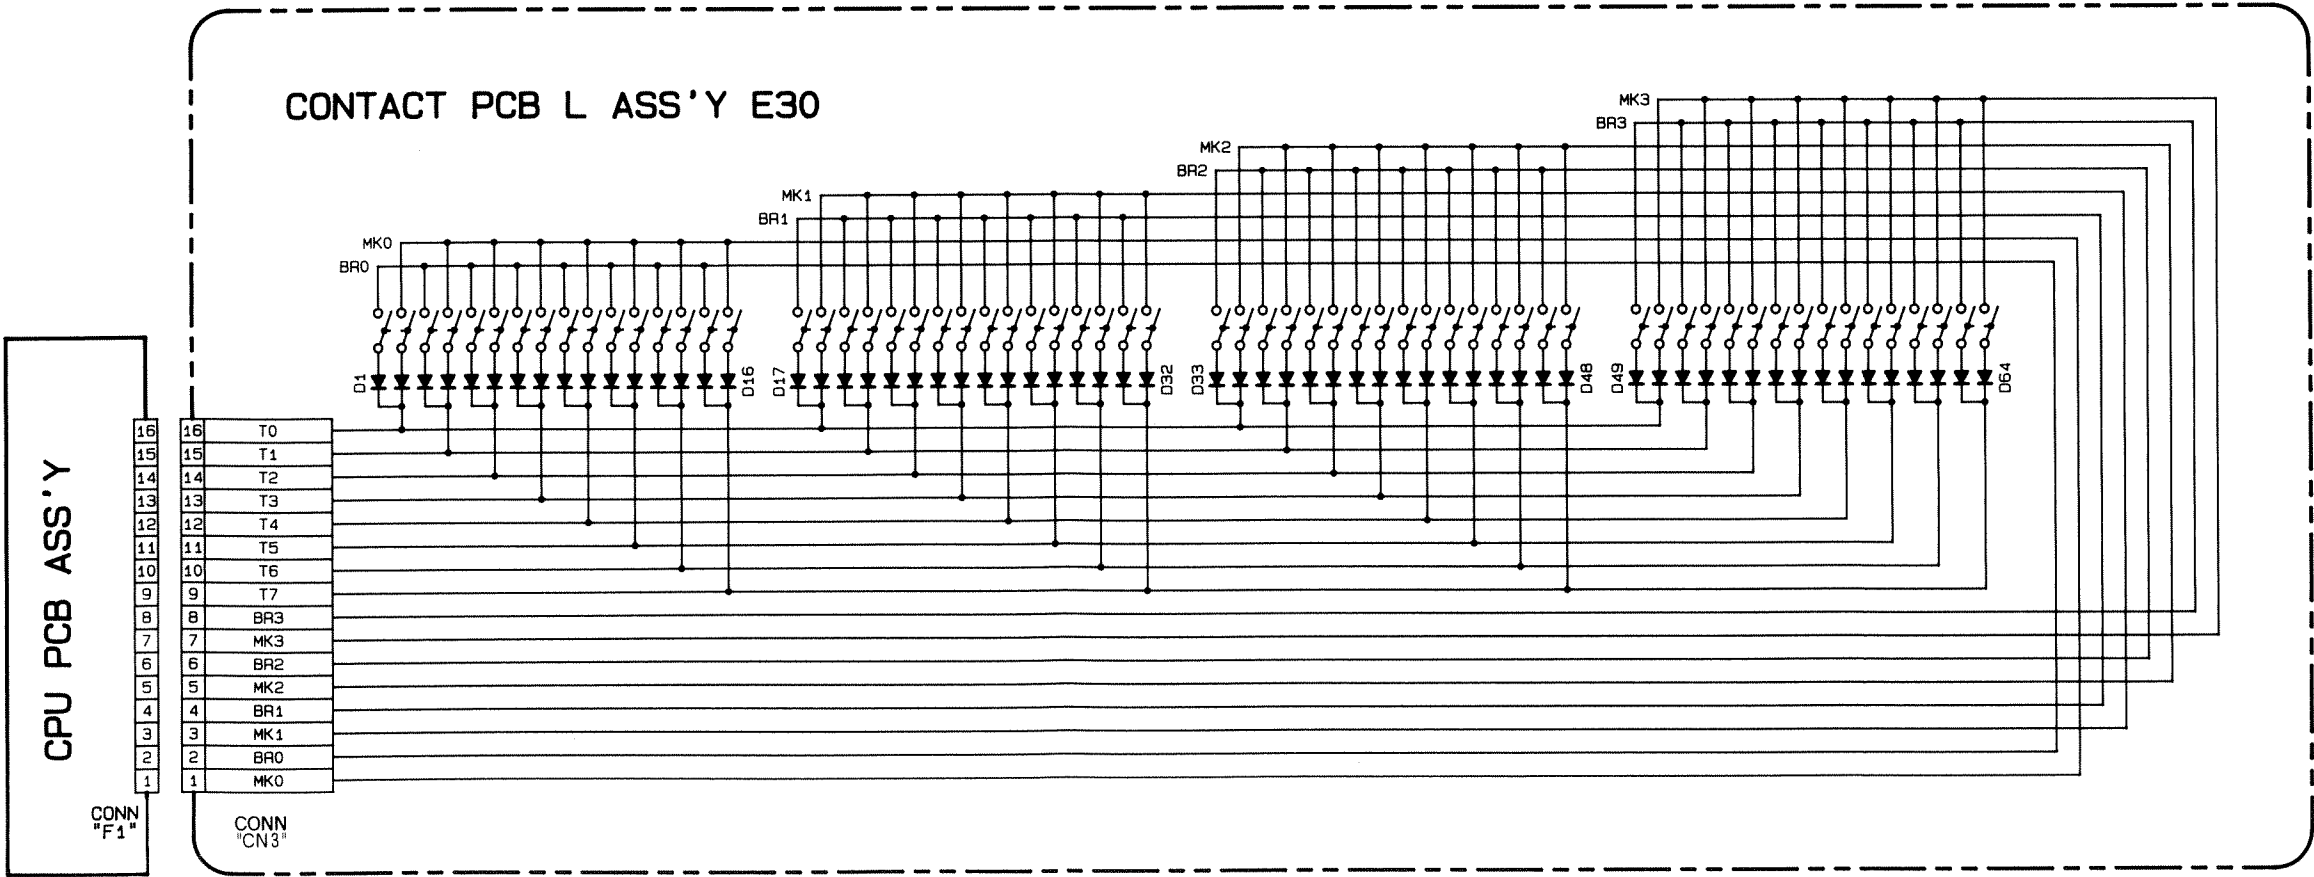 CONTACT PCB L ASS'Y E30
MK3
BR3
MK2
BR2
MK1
BR1
MK0
BR0
D1
D16
D17
D32
D33
D48
D49
D64
CPU PCB ASS'Y
16 16 T0
15 15 T1
14 14 T2
13 13 T3
12 12 T4
11 11 T5
10 10 T6
9 9 T7
8 8 BR3
7 7 MK3
6 6 BR2
5 5 MK2
4 4 BR1
3 3 MK1
2 2 BR0
1 1 MK0
CONN
"F1"
CONN
"CN3"